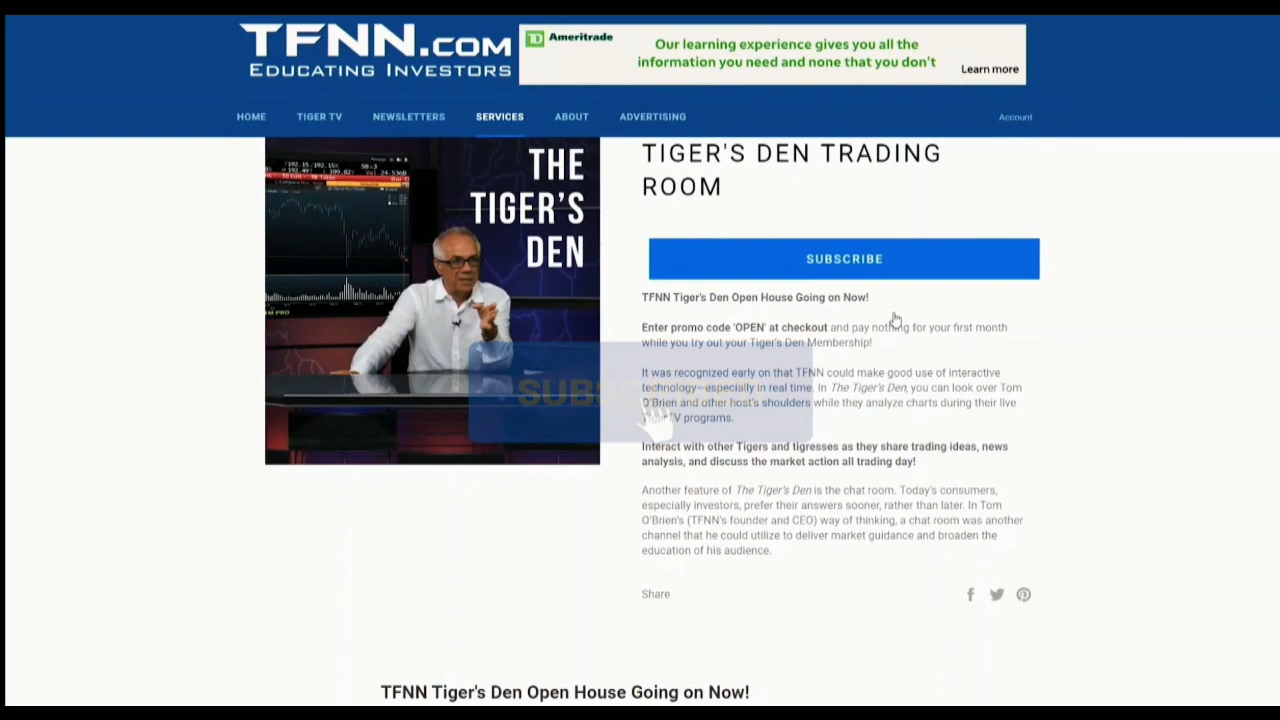 TFNN.COM
EDUCATING INVESTORS
TD Ameritrade
Our learning experience gives you all the
information you need and none that you don't
Learn more
HOME
TIGER TV
NEWSLETTERS
SERVICES
ABOUT
ADVERTISING
Account
THE
TIGER'S
DEN
TIGER'S DEN TRADING
ROOM
SUBSCRIBE
TFNN Tiger's Den Open House Going on Now!
Enter promo code 'OPEN' at checkout and pay nothing for your first month
while you try out your Tiger's Den Membership!
It was recognized early on that TFNN could make good use of interactive
technology—especially in real time. In The Tiger's Den, you can look over Tom
O'Brien and other host's shoulders while they analyze charts during their live
TV programs.
Interact with other Tigers and tigresses as they share trading ideas, news
analysis, and discuss the market action all trading day!
Another feature of The Tiger's Den is the chat room. Today's consumers,
especially investors, prefer their answers sooner, rather than later. In Tom
O'Brien's (TFNN's founder and CEO) way of thinking, a chat room was another
channel that he could utilize to deliver market guidance and broaden the
education of his audience.
Share
TFNN Tiger's Den Open House Going on Now!